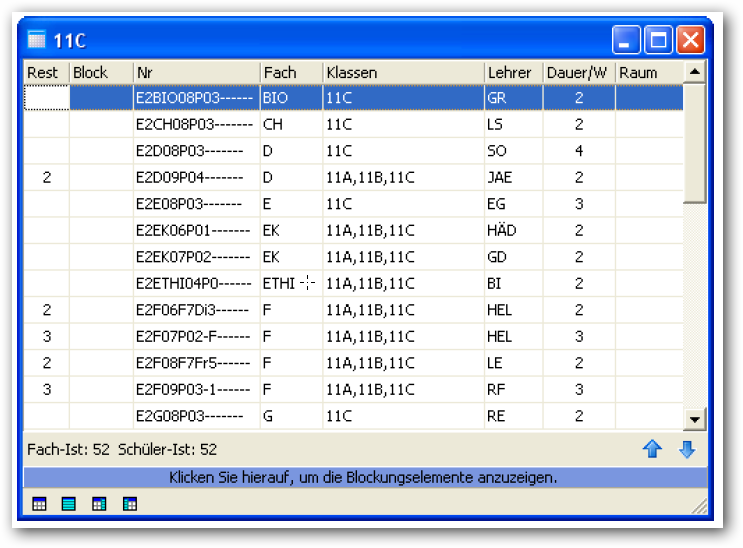 11C
Rest Block Nr Fach Klassen Lehrer Dauer/W Raum
E2BIO08P03------ BIO 11C GR 2
E2CH08P03------- CH 11C LS 2
E2D08P03------- D 11C SO 4
2 E2D09P04------- D 11A,11B,11C JAE 2
E2E08P03------- E 11C EG 3
E2EK06P01------- EK 11A,11B,11C HÄD 2
E2EK07P02------- EK 11A,11B,11C GD 2
E2ETHI04P0------ ETHI 11A,11B,11C BI 2
2 E2F06F7Di3------ F 11A,11B,11C HEL 2
3 E2F07P02-F------ F 11A,11B,11C HEL 3
2 E2F08F7Fr5------ F 11A,11B,11C LE 2
3 E2F09P03-1------ F 11A,11B,11C RF 3
E2G08P03------- G 11C RE 2
Fach-Ist: 52 Schüler-Ist: 52
Klicken Sie hierauf, um die Blockungselemente anzuzeigen.